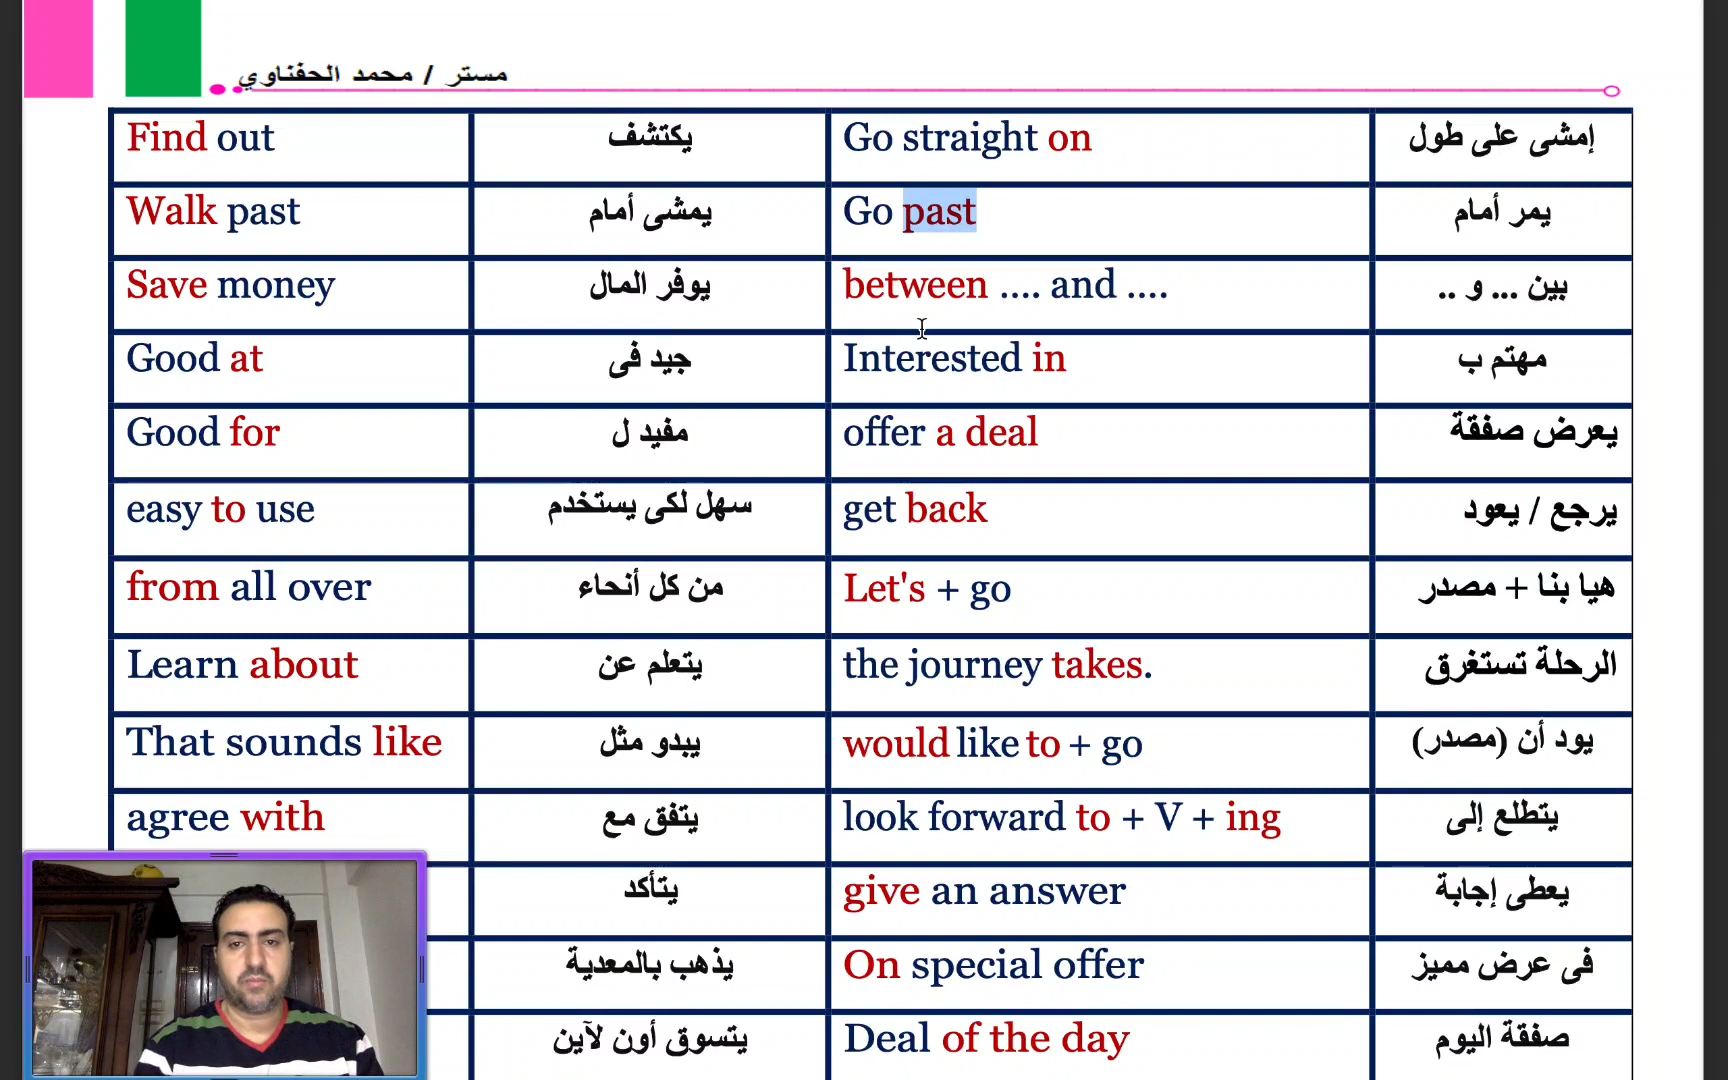 مستر / محمد الحفناوي
Find out يكتشف Go straight on إمشى على طول
Walk past يمشى أمام Go past يمر أمام
Save money يوفر المال between .... and .... بين ... و ..
Good at جيد فى Interested in مهتم ب
Good for مفيد ل offer a deal يعرض صفقة
easy to use سهل لكى يستخدم get back يرجع / يعود
from all over من كل أنحاء Let's + go هيا بنا + مصدر
Learn about يتعلم عن the journey takes. الرحلة تستغرق
That sounds like يبدو مثل would like to + go يود أن (مصدر)
agree with يتفق مع look forward to + V + ing يتطلع إلى
يتأكد give an answer يعطى إجابة
يذهب بالمعدية On special offer فى عرض مميز
يتسوق أون لآين Deal of the day صفقة اليوم